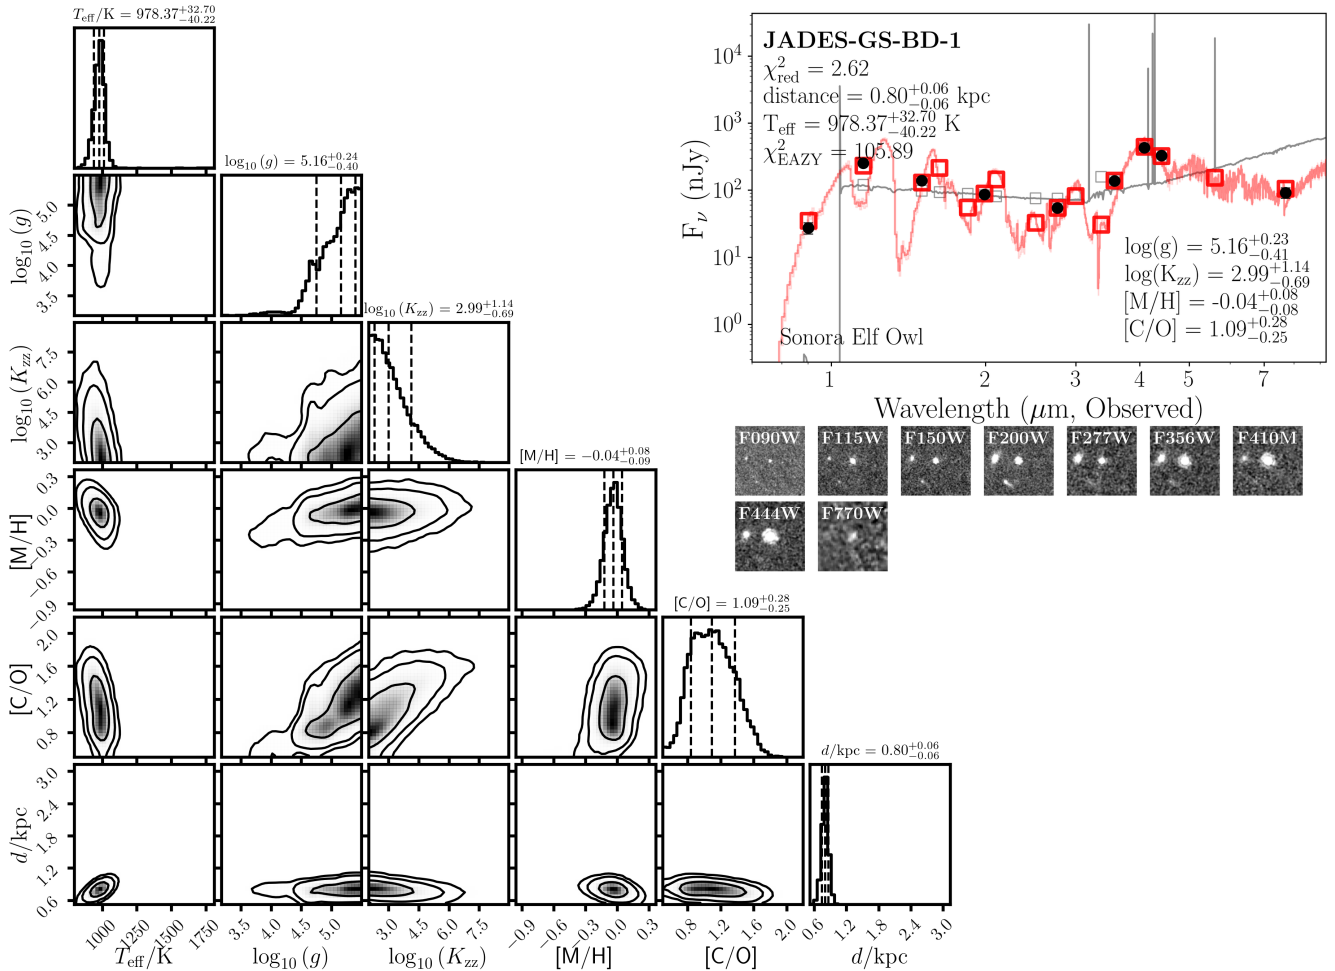 T_eff/K = 978.37 +32.70 −40.22
log10 (g) = 5.16 +0.24 −0.40
log10 (K_zz) = 2.99 +1.14 −0.69
[M/H] = −0.04 +0.08 −0.09
[C/O] = 1.09 +0.28 −0.25
d/kpc = 0.80 +0.06 −0.06
log10 (g)
5.0
4.5
4.0
3.5
log10 (K_zz)
7.5
6.0
4.5
3.0
[M/H]
0.3
0.0
−0.3
−0.6
−0.9
[C/O]
2.0
1.6
1.2
0.8
d/kpc
3.0
2.4
1.8
1.2
0.6
1000 1250 1500 1750
T_eff/K
3.5 4.0 4.5 5.0
log10 (g)
3.0 4.5 6.0 7.5
log10 (K_zz)
−0.9 −0.6 −0.3 0.0 0.3
[M/H]
0.8 1.2 1.6 2.0
[C/O]
0.6 1.2 1.8 2.4 3.0
d/kpc
JADES-GS-BD-1
χ²_red = 2.62
distance = 0.80 +0.06 −0.06 kpc
T_eff = 978.37 +32.70 −40.22 K
χ²_EAZY = 105.89
log(g) = 5.16 +0.23 −0.41
log(K_zz) = 2.99 +1.14 −0.69
[M/H] = -0.04 +0.08 −0.08
[C/O] = 1.09 +0.28 −0.25
Sonora Elf Owl
F_ν (nJy)
10⁴
10³
10²
10¹
10⁰
1 2 3 4 5 7
Wavelength (μm, Observed)
F090W F115W F150W F200W F277W F356W F410M
F444W F770W